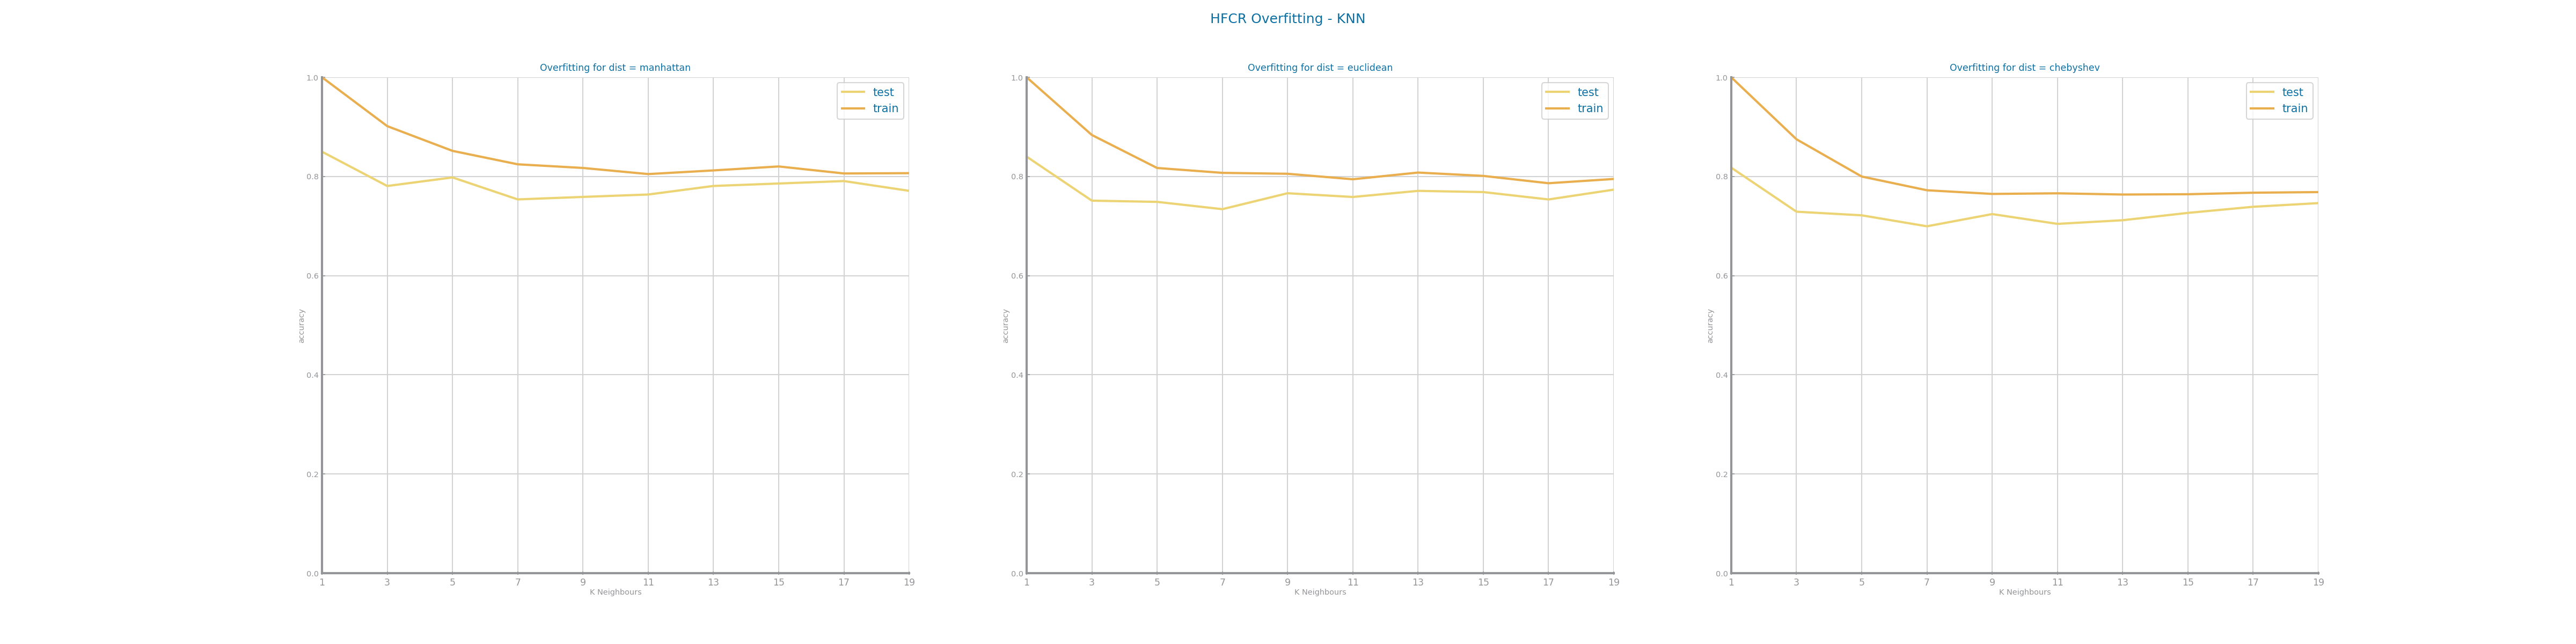 HFCR Overfitting - KNN
Overfitting for dist = manhattan
test
train
1.0
0.8
0.6
0.4
0.2
0.0
accuracy
1 3 5 7 9 11 13 15 17 19
K Neighbours
Overfitting for dist = euclidean
test
train
1.0
0.8
0.6
0.4
0.2
0.0
accuracy
1 3 5 7 9 11 13 15 17 19
K Neighbours
Overfitting for dist = chebyshev
test
train
1.0
0.8
0.6
0.4
0.2
0.0
accuracy
1 3 5 7 9 11 13 15 17 19
K Neighbours